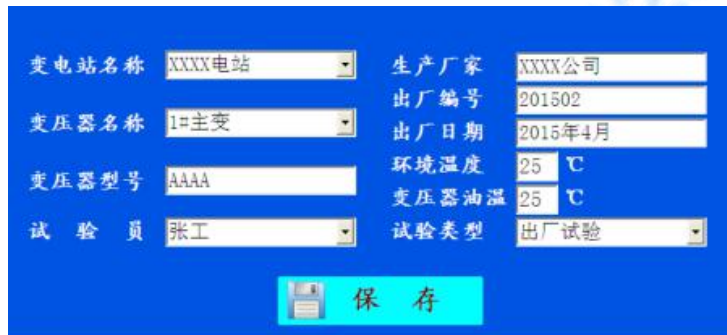 变电站名称 XXXX电站
变压器名称 1#主变
变压器型号 AAAA
试 验 员 张工
生产厂家 XXXX公司
出厂编号 201502
出厂日期 2015年4月
环境温度 25 ℃
变压器油温 25 ℃
试验类型 出厂试验
保 存